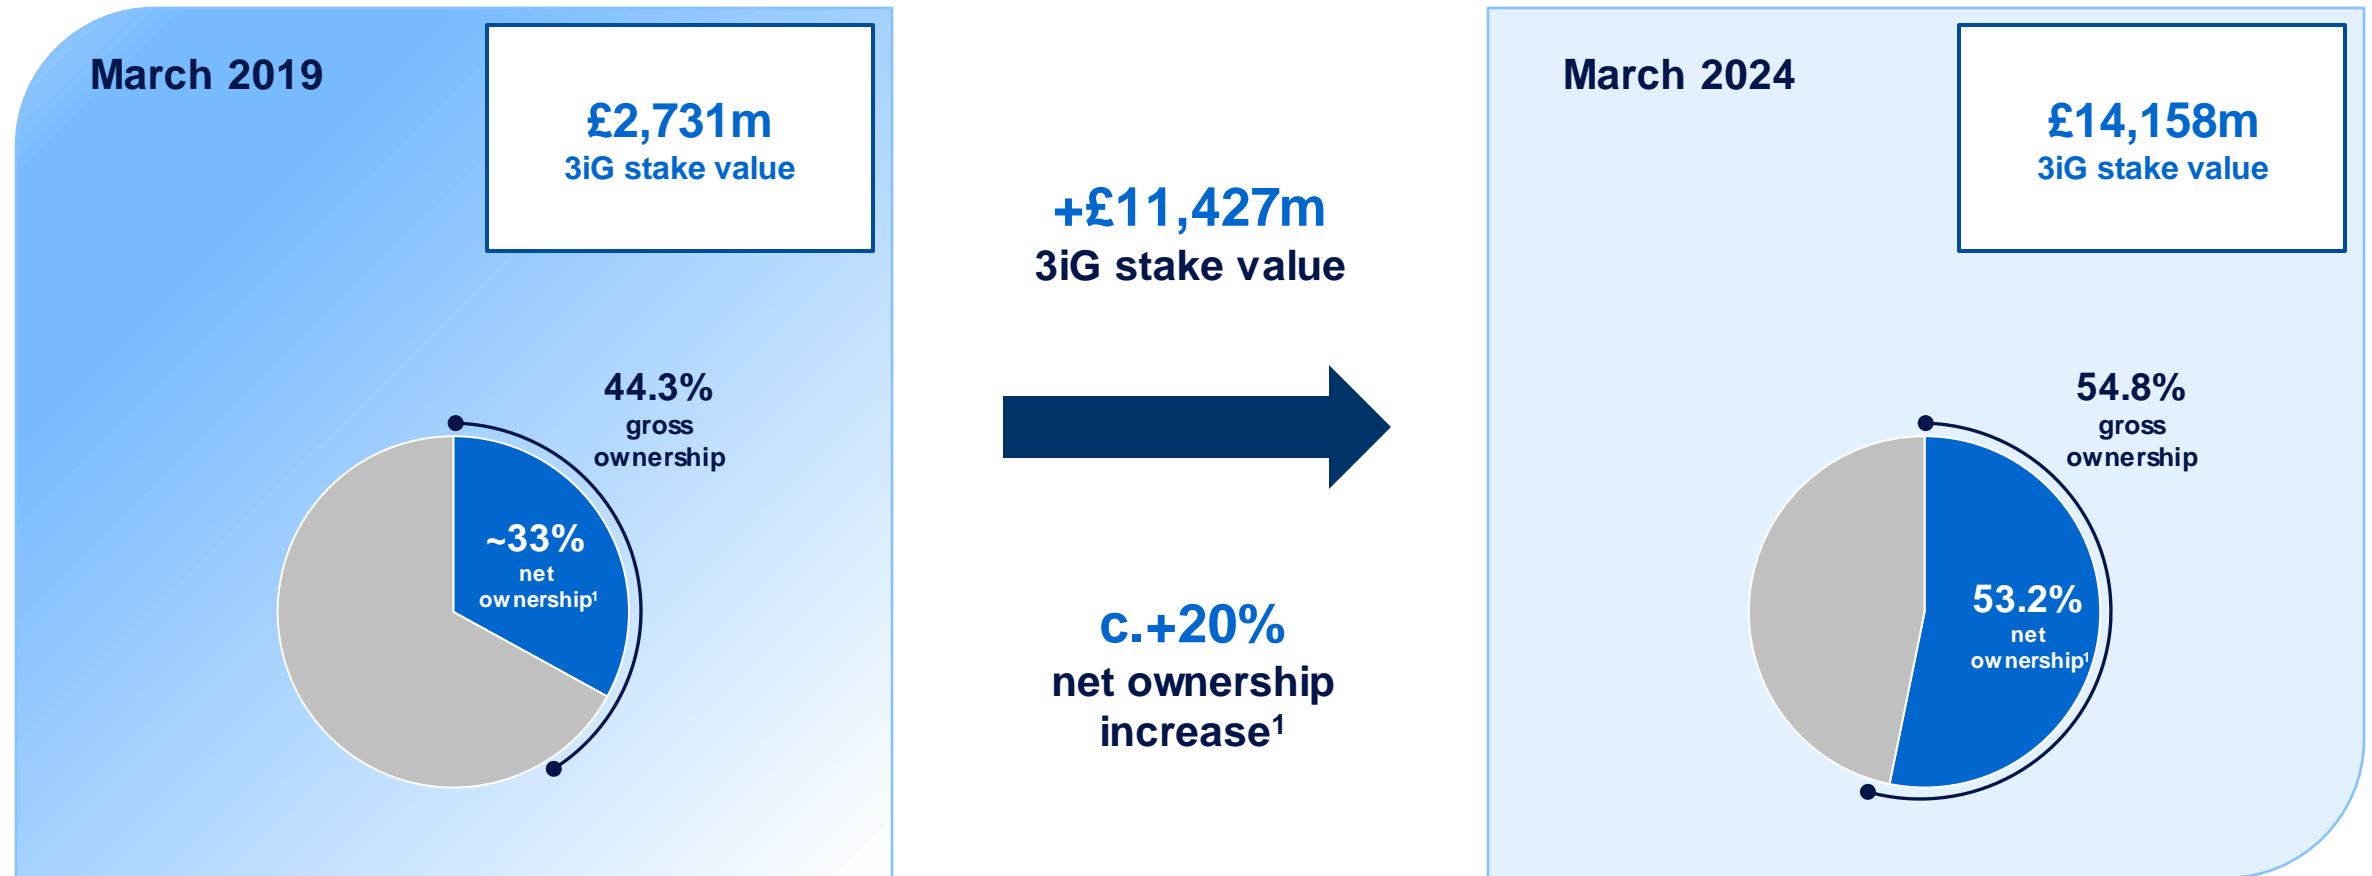 March 2019
£2,731m
3iG stake value
44.3%
gross
ownership
~33%
net
ownership¹
+£11,427m
3iG stake value
c.+20%
net ownership
increase¹
March 2024
£14,158m
3iG stake value
54.8%
gross
ownership
53.2%
net
ownership¹